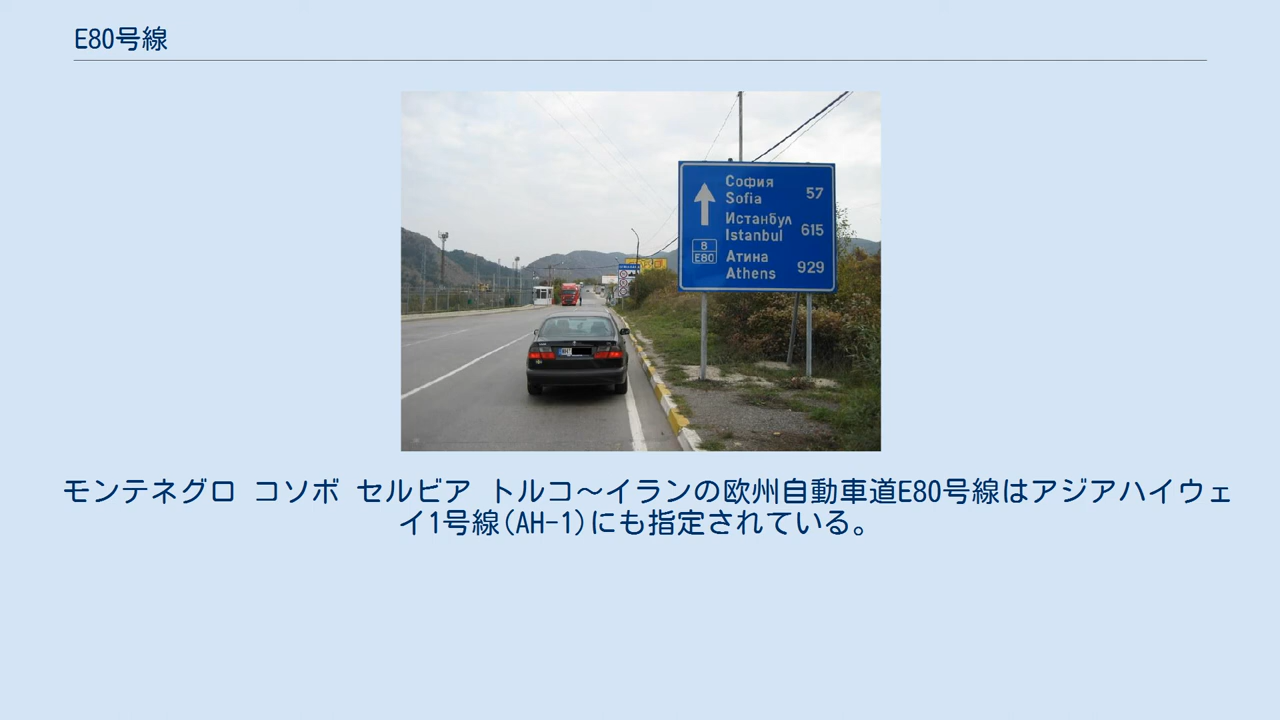 E80号線
София
Sofia
57
Истанбул
Istanbul
615
8
E80
Атина
Athens
929
モンテネグロ コソボ セルビア トルコ～イランの欧州自動車道E80号線はアジアハイウェ
イ1号線(AH-1)にも指定されている。